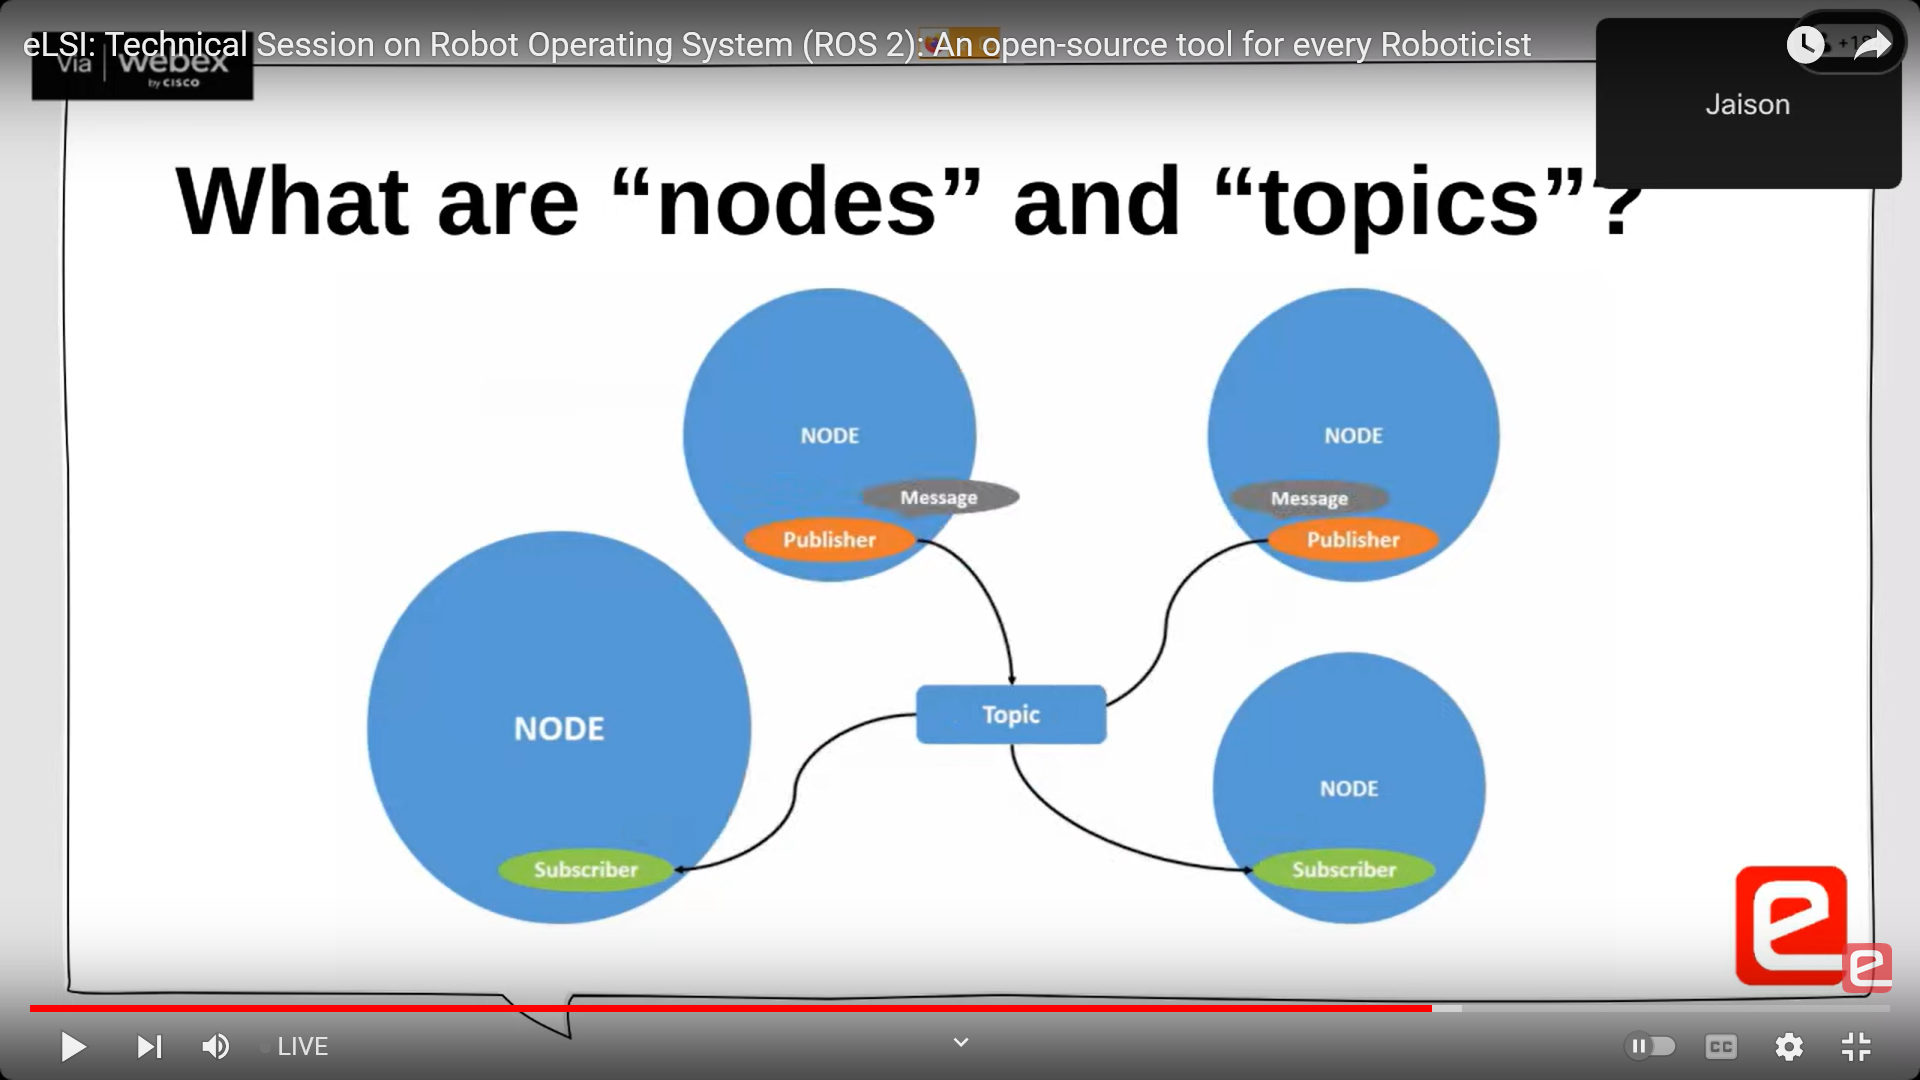 eLSI: Technical Session on Robot Operating System (ROS 2): An open-source tool for every Roboticist
Via webex
by CISCO
Jaison
What are “nodes” and “topics”?
NODE
NODE
Message
Message
Publisher
Publisher
Topic
NODE
NODE
Subscriber
Subscriber
LIVE
CC